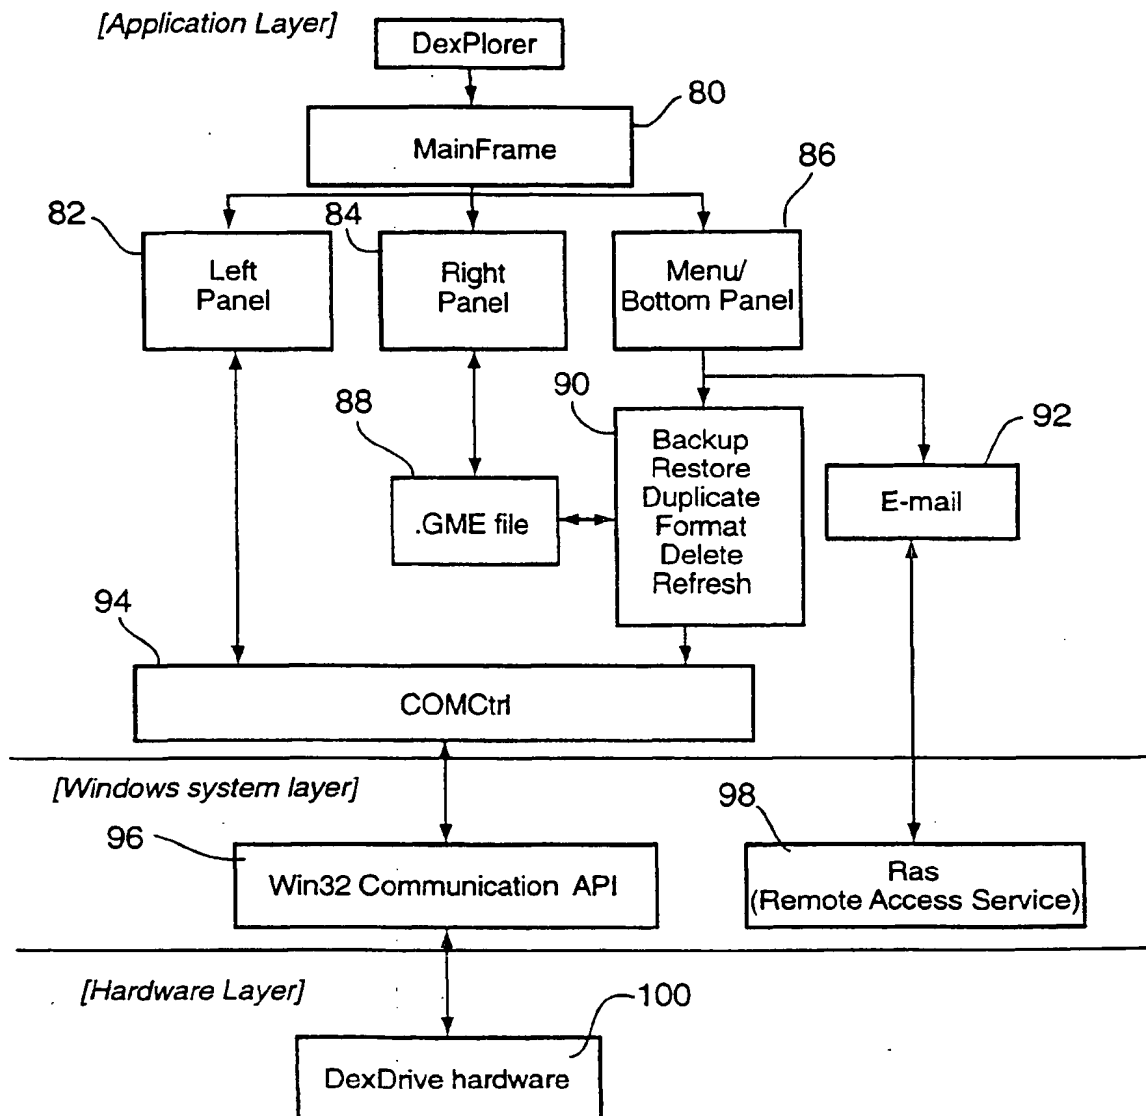 [Application Layer]
DexPlorer
80
MainFrame
86
82
84
Left
Panel
Right
Panel
Menu/
Bottom Panel
88
90
92
.GME file
Backup
Restore
Duplicate
Format
Delete
Refresh
E-mail
94
COMCtrl
[Windows system layer]
96
98
Win32 Communication API
Ras
(Remote Access Service)
[Hardware Layer]
100
DexDrive hardware